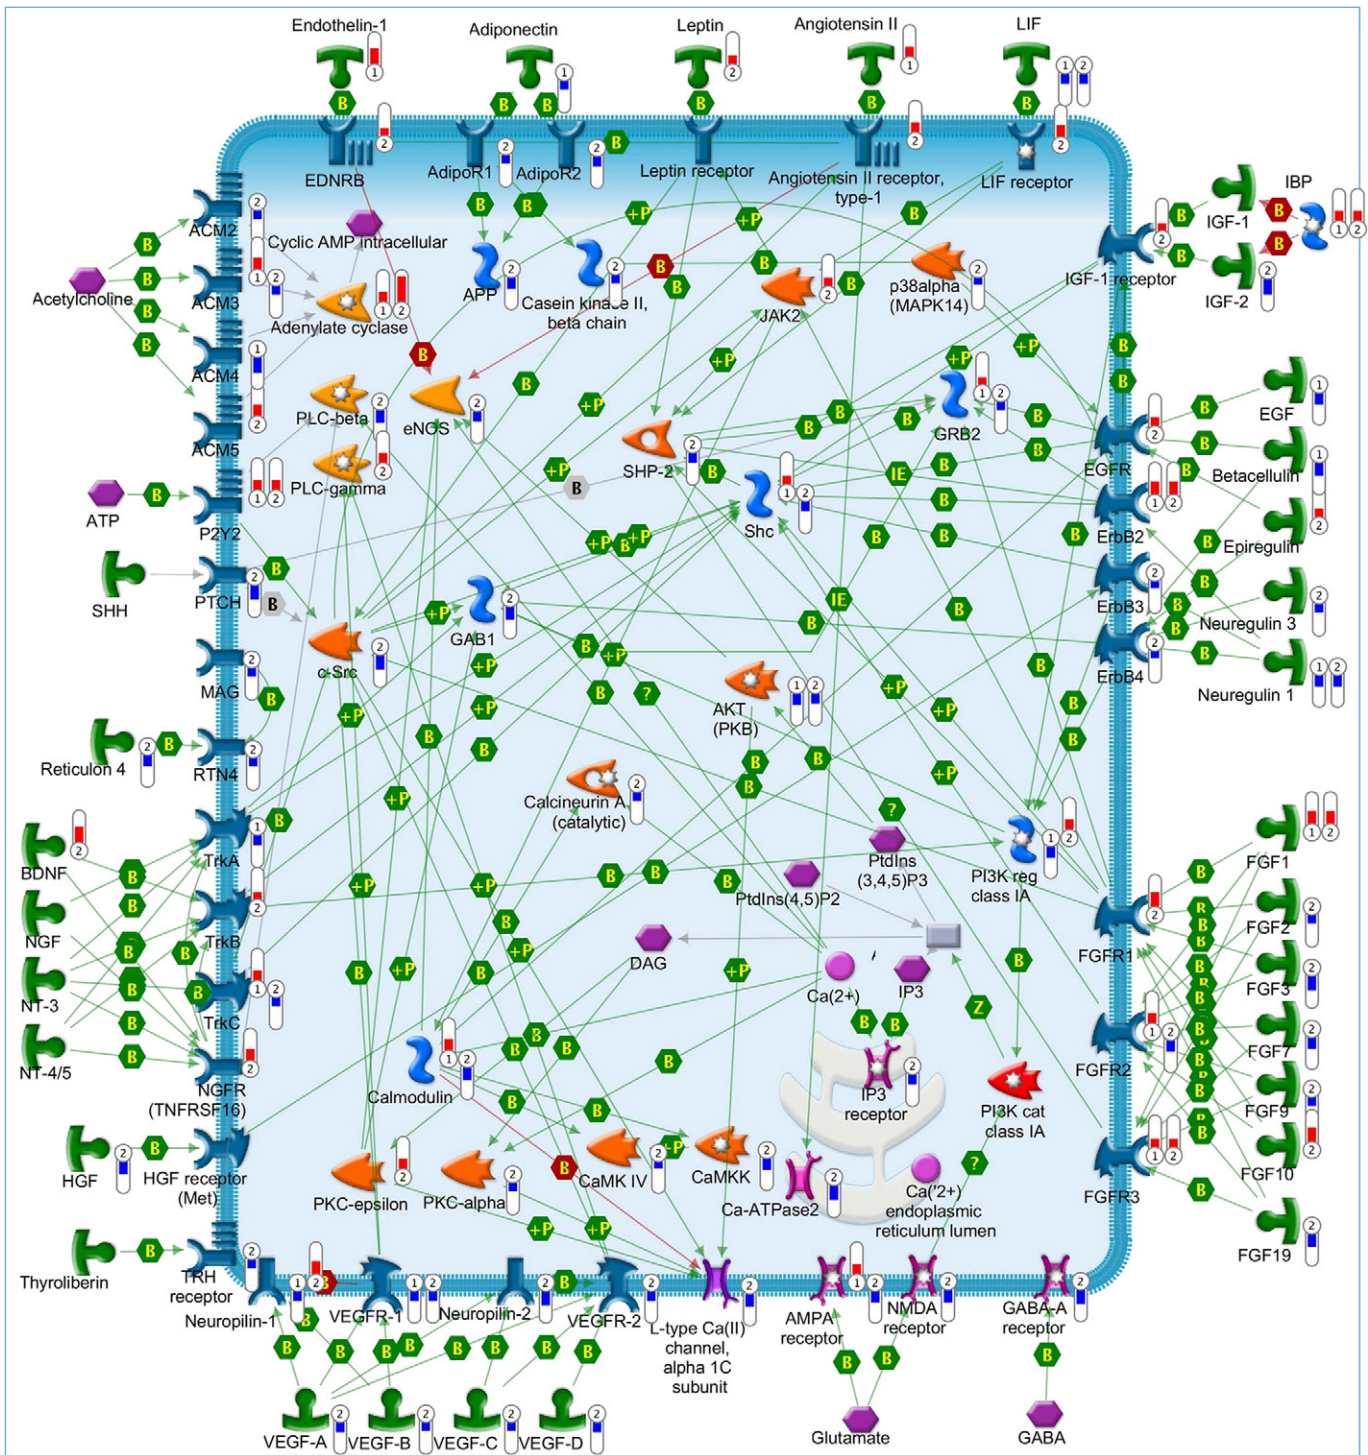 Endothelin-1
Adiponectin
Leptin
Angiotensin II
LIF
EDNRB
AdipoR1
AdipoR2
Leptin receptor
Angiotensin II receptor,
type-1
LIF receptor
IGF-1
IBP
IGF-1 receptor
IGF-2
ACM2
Cyclic AMP intracellular
Acetylcholine
ACM3
Adenylate cyclase
APP
Casein kinase II,
beta chain
JAK2
p38alpha
(MAPK14)
ACM4
PLC-beta
eNOS
GRB2
EGF
ACM5
PLC-gamma
SHP-2
EGFR
Betacellulin
ATP
P2Y2
Shc
ErbB2
Epiregulin
SHH
PTCH
GAB1
ErbB3
Neuregulin 3
c-Src
MAG
AKT
(PKB)
ErbB4
Neuregulin 1
Reticulon 4
RTN4
Calcineurin A
(catalytic)
BDNF
TrkA
PtdIns
(3,4,5)P3
PI3K reg
class IA
FGF1
PtdIns(4,5)P2
NGF
TrkB
DAG
FGFR1
FGF2
NT-3
TrkC
Ca(2+)
IP3
FGF3
NT-4/5
NGFR
(TNFRSF16)
Calmodulin
IP3
receptor
PI3K cat
class IA
FGFR2
FGF7
FGF9
HGF
HGF receptor
(Met)
PKC-epsilon
PKC-alpha
CaMK IV
CaMKK
Ca-ATPase2
Ca('2+)
endoplasmic
reticulum lumen
FGFR3
FGF10
FGF19
Thyroliberin
TRH
receptor
Neuropilin-1
VEGFR-1
Neuropilin-2
VEGFR-2
L-type Ca(II)
channel,
alpha 1C
subunit
AMPA
receptor
NMDA
receptor
GABA-A
receptor
VEGF-A
VEGF-B
VEGF-C
VEGF-D
Glutamate
GABA